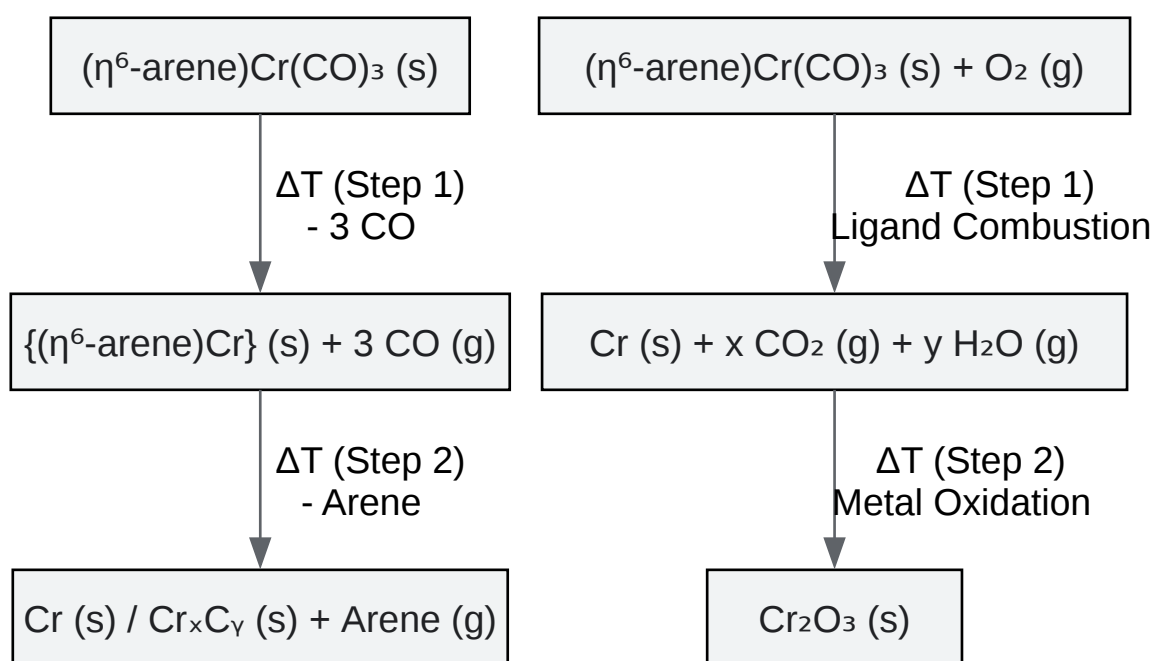 (η⁶-arene)Cr(CO)₃ (s)
ΔT (Step 1)
- 3 CO
{(η⁶-arene)Cr} (s) + 3 CO (g)
ΔT (Step 2)
- Arene
Cr (s) / CrₓCᵧ (s) + Arene (g)
(η⁶-arene)Cr(CO)₃ (s) + O₂ (g)
ΔT (Step 1)
Ligand Combustion
Cr (s) + x CO₂ (g) + y H₂O (g)
ΔT (Step 2)
Metal Oxidation
Cr₂O₃ (s)